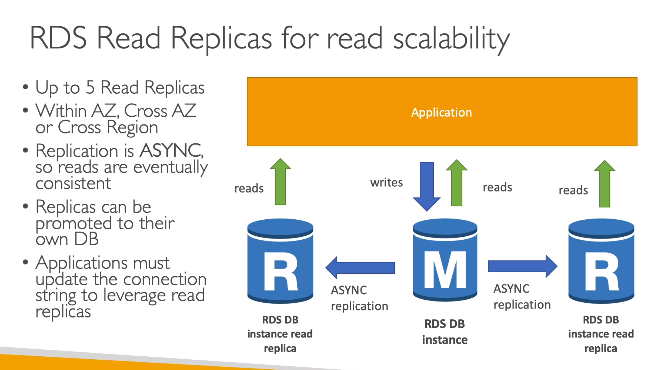 RDS Read Replicas for read scalability
• Up to 5 Read Replicas
• Within AZ, Cross AZ
or Cross Region
• Replication is ASYNC,
so reads are eventually
consistent
• Replicas can be
promoted to their
own DB
• Applications must
update the connection
string to leverage read
replicas
Application
reads
writes
reads
reads
R
M
R
ASYNC
replication
ASYNC
replication
RDS DB
instance read
replica
RDS DB
instance
RDS DB
instance read
replica